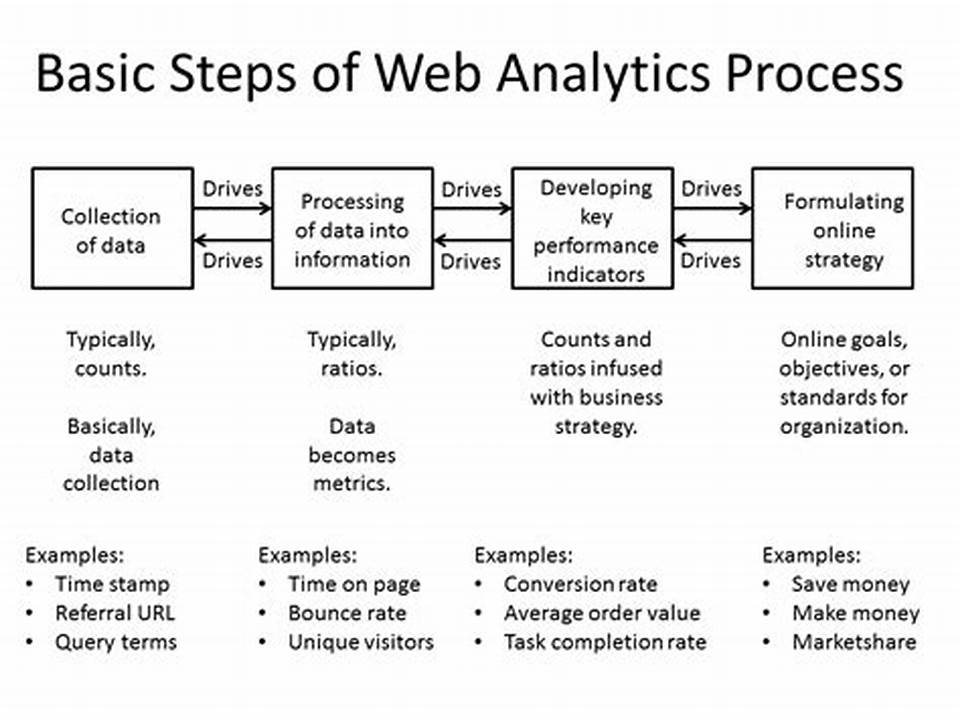 Basic Steps of Web Analytics Process
Collection
of data
Drives
Drives
Processing
of data into
information
Drives
Drives
Developing
key
performance
indicators
Drives
Drives
Formulating
online
strategy
Typically,
counts.
Basically,
data
collection
Typically,
ratios.
Data
becomes
metrics.
Counts and
ratios infused
with business
strategy.
Online goals,
objectives, or
standards for
organization.
Examples:
• Time stamp
• Referral URL
• Query terms
Examples:
• Time on page
• Bounce rate
• Unique visitors
Examples:
• Conversion rate
• Average order value
• Task completion rate
Examples:
• Save money
• Make money
• Marketshare